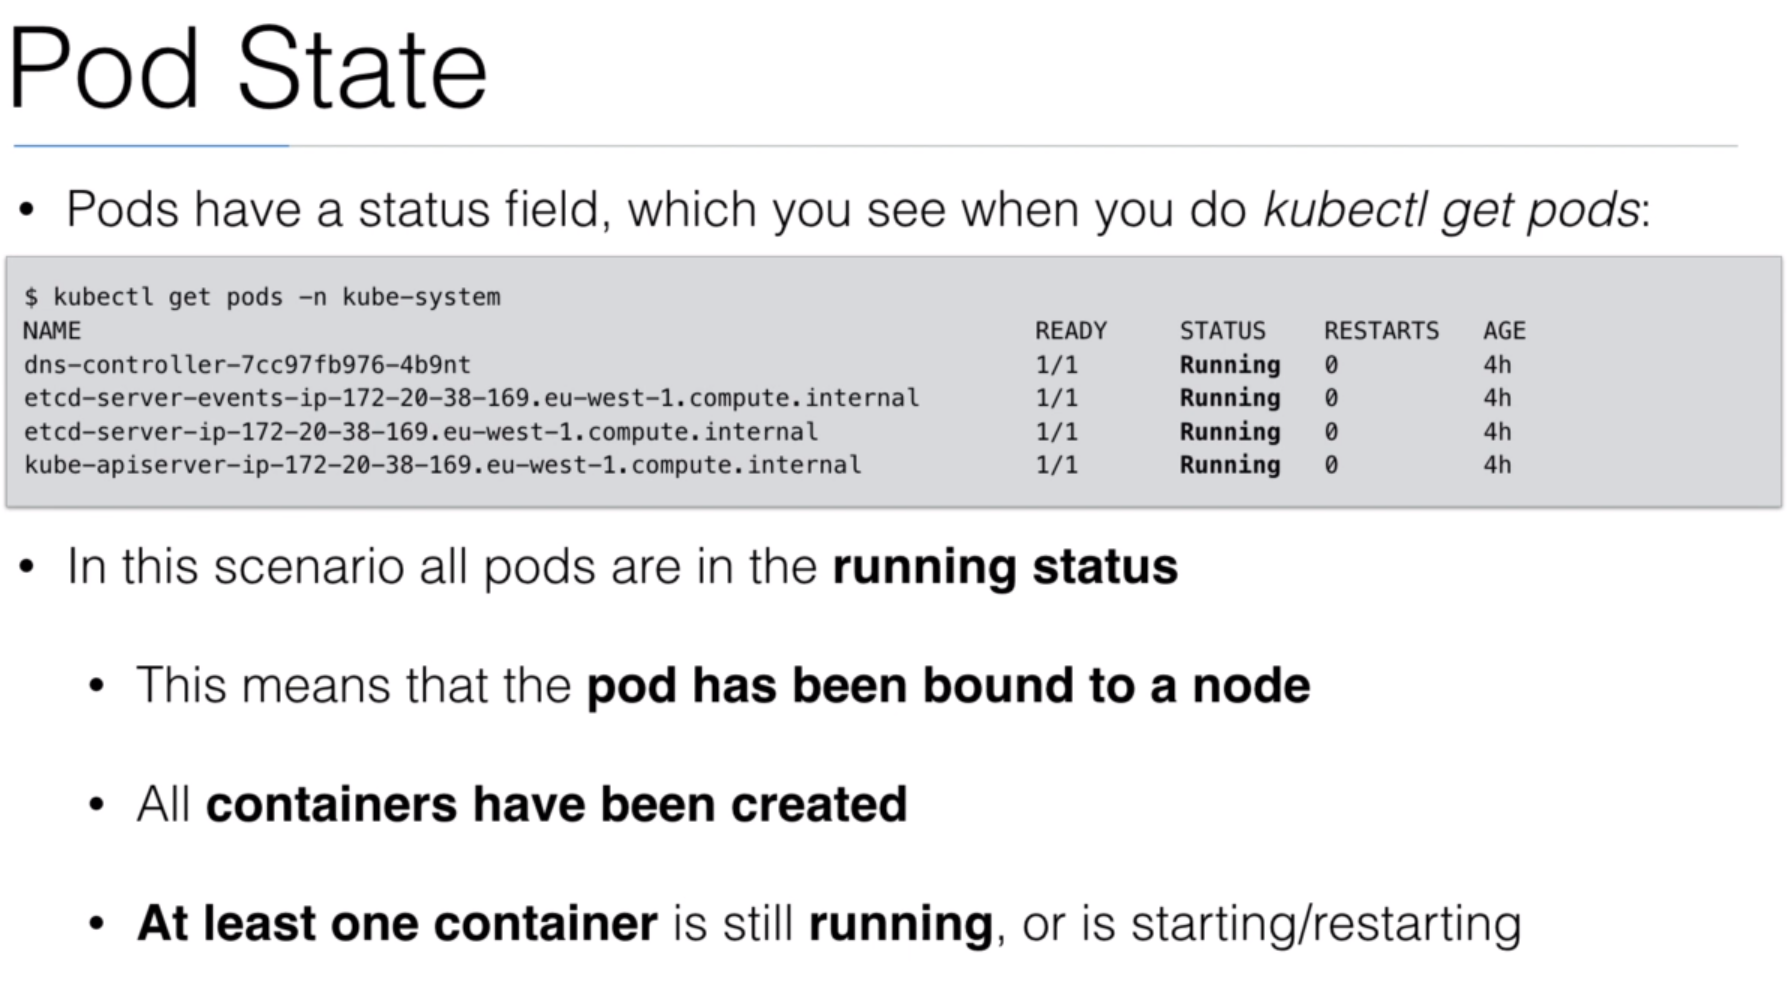 Pod State
• Pods have a status field, which you see when you do kubectl get pods:
$ kubectl get pods -n kube-system
NAME READY STATUS RESTARTS AGE
dns-controller-7cc97fb976-4b9nt 1/1 Running 0 4h
etcd-server-events-ip-172-20-38-169.eu-west-1.compute.internal 1/1 Running 0 4h
etcd-server-ip-172-20-38-169.eu-west-1.compute.internal 1/1 Running 0 4h
kube-apiserver-ip-172-20-38-169.eu-west-1.compute.internal 1/1 Running 0 4h
• In this scenario all pods are in the running status
• This means that the pod has been bound to a node
• All containers have been created
• At least one container is still running, or is starting/restarting